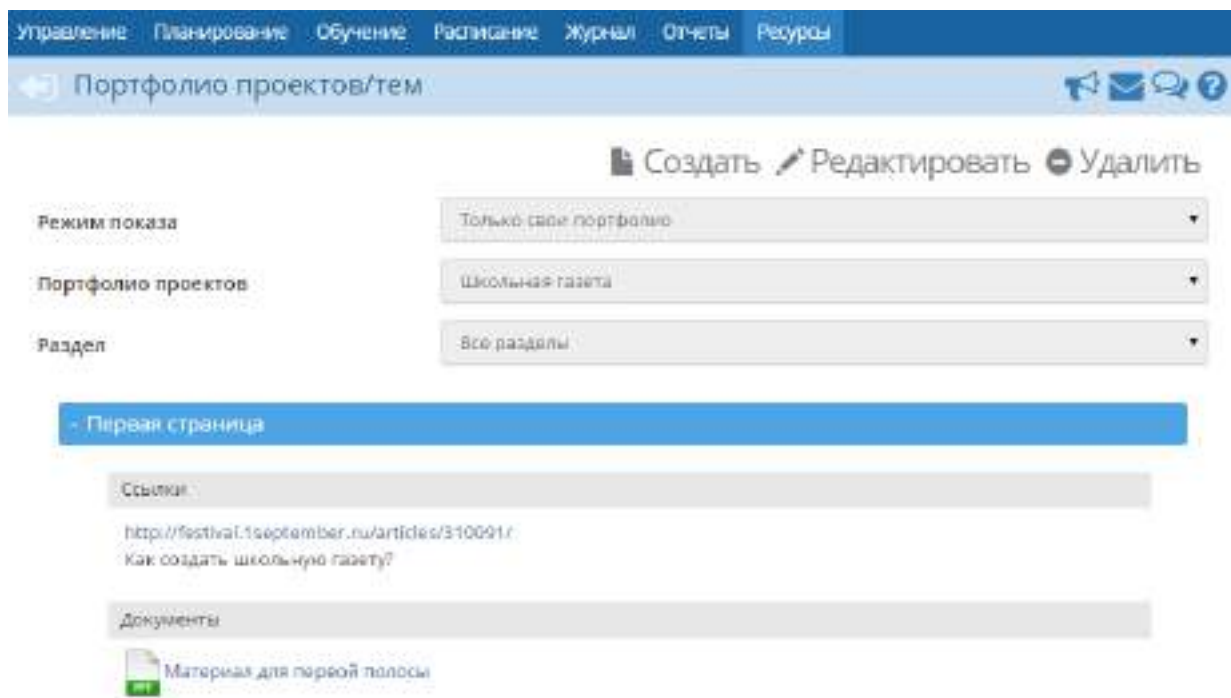 Управление Планирование Обучение Расписание Журнал Отчеты Ресурсы
Портфолио проектов/тем
Создать Редактировать Удалить
Режим показа Только свои портфолио
Портфолио проектов Школьная газета
Раздел Все разделы
- Первая страница
Ссылки
http://festival.1september.ru/articles/310691/
Как создать школьную газету?
Документы
Материал для первой полосы